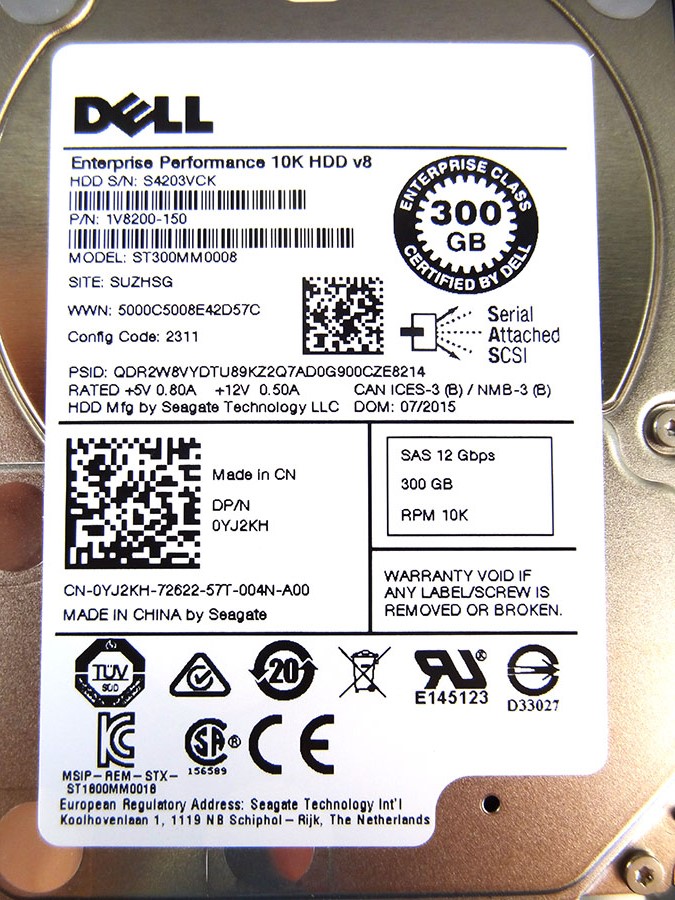 DELL
Enterprise Performance 10K HDD v8
HDD S/N: S4203VCK
P/N: 1V8200-150
MODEL: ST300MM0008
SITE: SUZHSG
WWN: 5000C5008E42D57C
Config Code: 2311
ENTERPRISE CLASS
300
GB
CERTIFIED BY DELL
Serial
Attached
SCSI
PSID: QDR2W8VYDTU89KZ2Q7AD0G900CZE8214
RATED +5V 0.80A +12V 0.50A CAN ICES-3 (B) / NMB-3 (B)
HDD Mfg by Seagate Technology LLC DOM: 07/2015
Made in CN
DP/N
0YJ2KH
CN-0YJ2KH-72622-57T-004N-A00
MADE IN CHINA by Seagate
SAS 12 Gbps
300 GB
RPM 10K
WARRANTY VOID IF
ANY LABEL/SCREW IS
REMOVED OR BROKEN.
TÜV
SÜD
20
RU®
E145123
D33027
KC
SA®
156589
CE
MSIP-REM-STX-
ST1800MM0018
European Regulatory Address: Seagate Technology Int'l
Koolhovenlaan 1, 1119 NB Schiphol-Rijk, The Netherlands